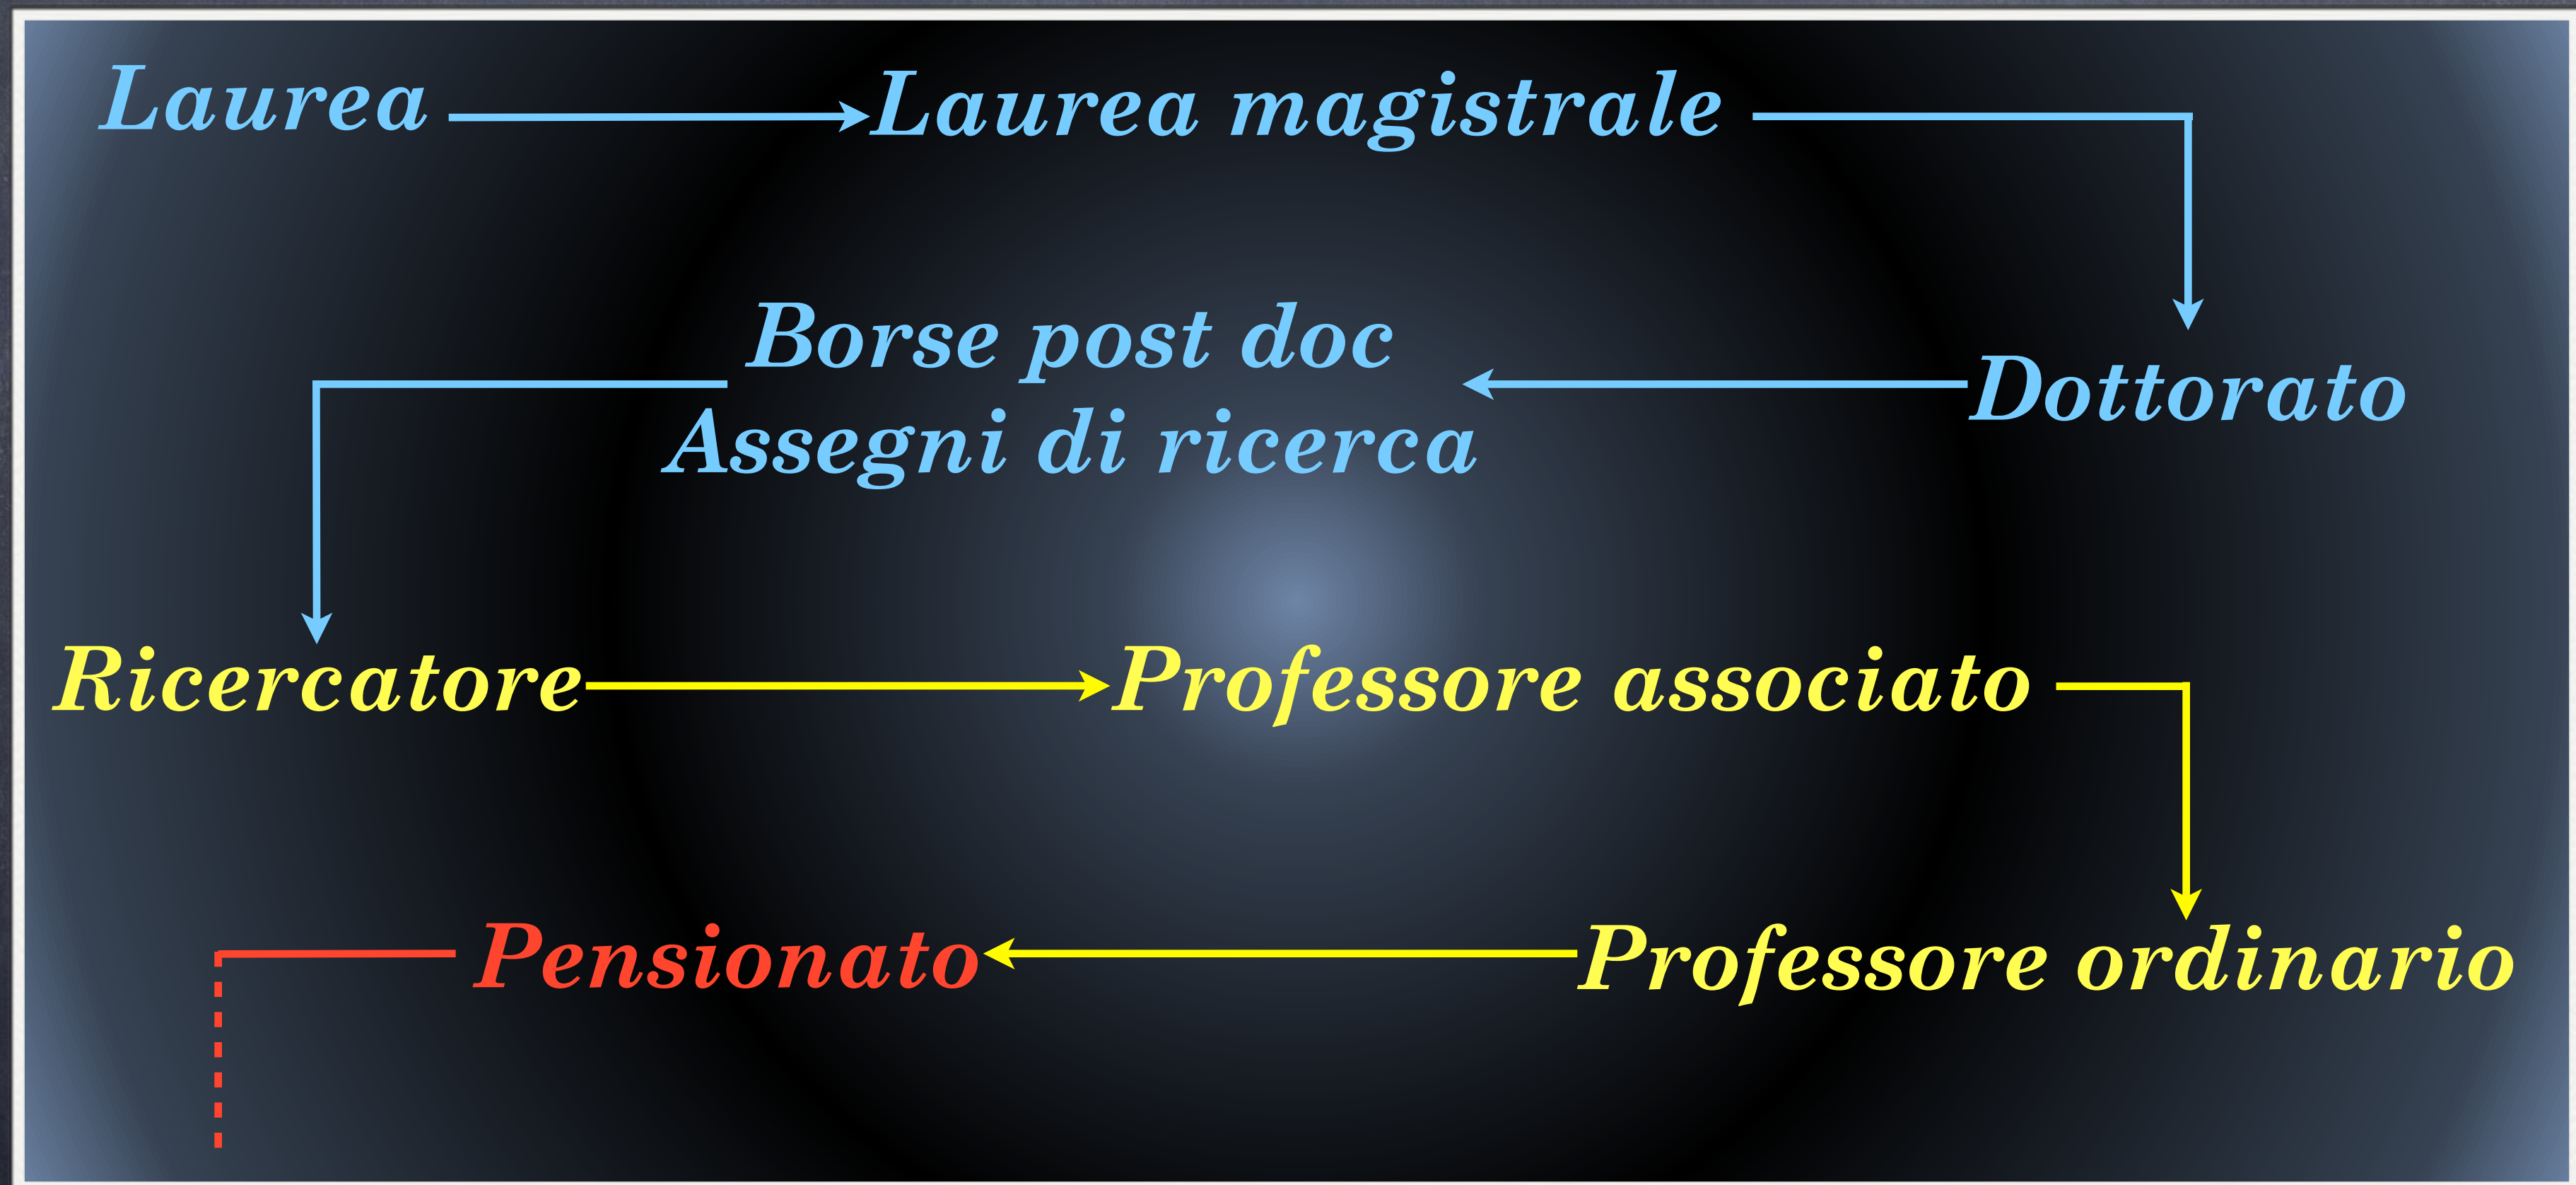 Laurea
Laurea magistrale
Borse post doc
Assegni di ricerca
Dottorato
Ricercatore
Professore associato
Pensionato
Professore ordinario